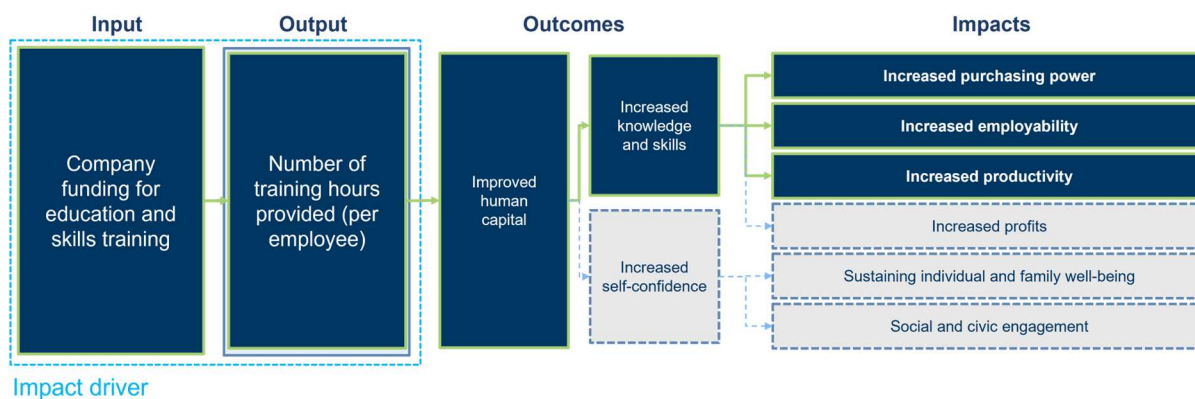 Input
Output
Outcomes
Impacts
Company
funding for
education and
skills training
Number of
training hours
provided (per
employee)
Improved
human
capital
Increased
knowledge
and skills
Increased
self-confidence
Increased purchasing power
Increased employability
Increased productivity
Increased profits
Sustaining individual and family well-being
Social and civic engagement
Impact driver